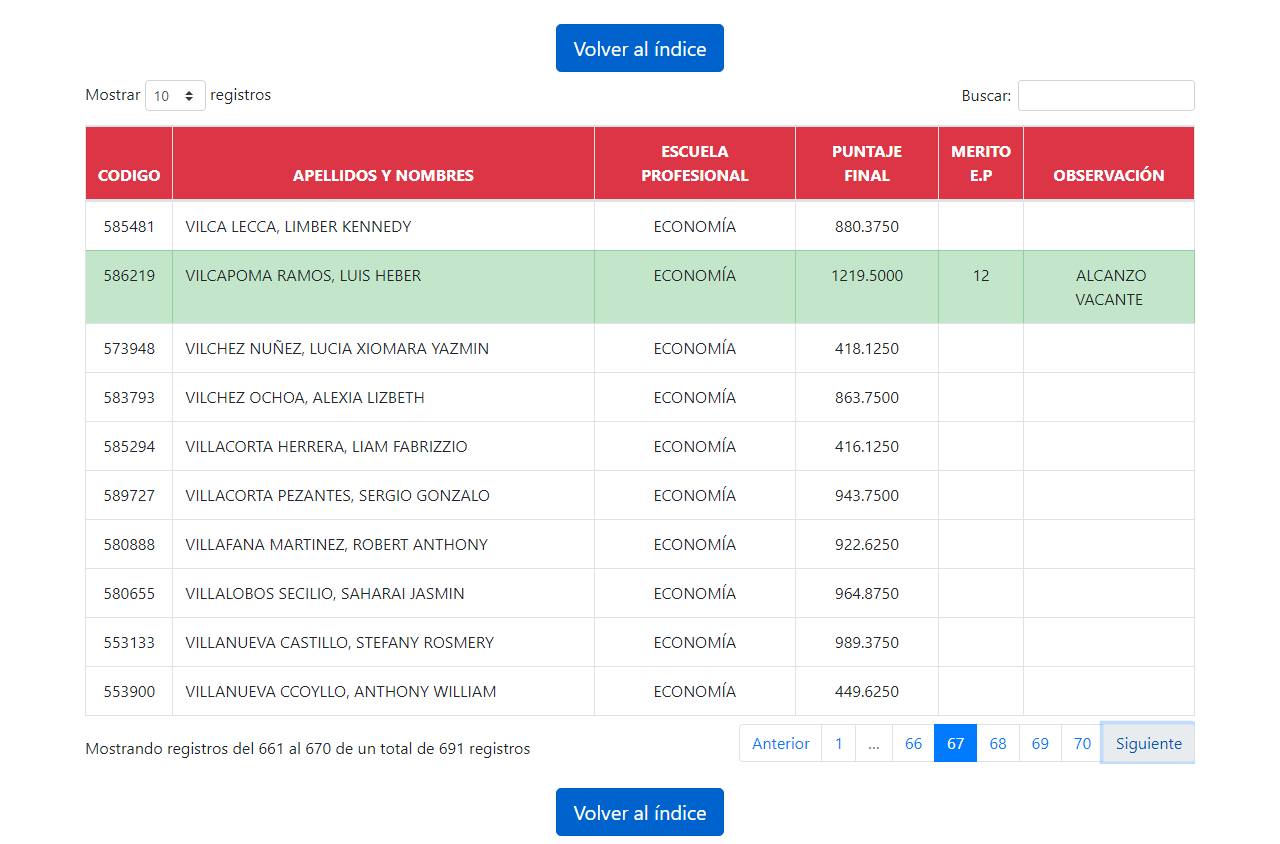 Volver al índice
Mostrar 10 registros Buscar:
CODIGO APELLIDOS Y NOMBRES ESCUELA PROFESIONAL PUNTAJE FINAL MERITO E.P OBSERVACIÓN
585481 VILCA LECCA, LIMBER KENNEDY ECONOMÍA 880.3750
586219 VILCAPOMA RAMOS, LUIS HEBER ECONOMÍA 1219.5000 12 ALCANZO VACANTE
573948 VILCHEZ NUÑEZ, LUCIA XIOMARA YAZMIN ECONOMÍA 418.1250
583793 VILCHEZ OCHOA, ALEXIA LIZBETH ECONOMÍA 863.7500
585294 VILLACORTA HERRERA, LIAM FABRIZZIO ECONOMÍA 416.1250
589727 VILLACORTA PEZANTES, SERGIO GONZALO ECONOMÍA 943.7500
580888 VILLAFANA MARTINEZ, ROBERT ANTHONY ECONOMÍA 922.6250
580655 VILLALOBOS SECILIO, SAHARAI JASMIN ECONOMÍA 964.8750
553133 VILLANUEVA CASTILLO, STEFANY ROSMERY ECONOMÍA 989.3750
553900 VILLANUEVA CCOYLLO, ANTHONY WILLIAM ECONOMÍA 449.6250
Mostrando registros del 661 al 670 de un total de 691 registros Anterior 1 ... 66 67 68 69 70 Siguiente
Volver al índice